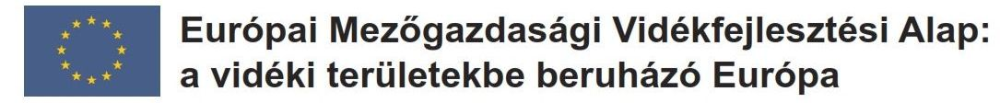 Európai Mezőgazdasági Vidékfejlesztési Alap:
a vidéki területekbe beruházó Európa